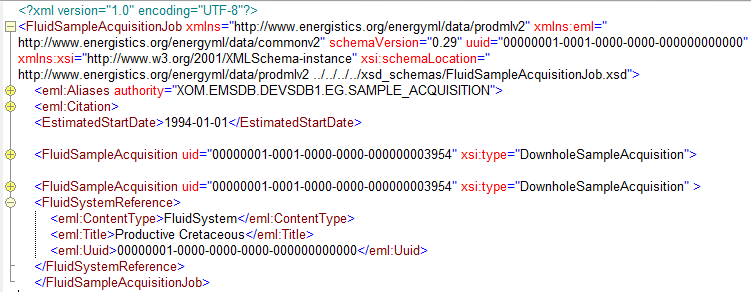 <?xml version="1.0" encoding="UTF-8"?>
<FluidSampleAcquisitionJob xmlns="http://www.energistics.org/energyml/data/prodmlv2" xmlns:eml="
http://www.energistics.org/energyml/data/commonv2" schemaVersion="0.29" uuid="00000001-0001-0000-0000-000000000000"
xmlns:xsi="http://www.w3.org/2001/XMLSchema-instance" xsi:schemaLocation="
http://www.energistics.org/energyml/data/prodmlv2 ../../../../xsd_schemas/FluidSampleAcquisitionJob.xsd">
<eml:Aliases authority="XOM.EMSDB.DEVSDB1.EG.SAMPLE_ACQUISITION">
<eml:Citation>
<EstimatedStartDate>1994-01-01</EstimatedStartDate>
<FluidSampleAcquisition uid="00000001-0001-0000-0000-000000003954" xsi:type="DownholeSampleAcquisition">
<FluidSampleAcquisition uid="00000001-0001-0000-0000-000000003954" xsi:type="DownholeSampleAcquisition" >
<FluidSystemReference>
<eml:ContentType>FluidSystem</eml:ContentType>
<eml:Title>Productive Cretaceous</eml:Title>
<eml:Uuid>00000001-0000-0000-0000-000000000000</eml:Uuid>
</FluidSystemReference>
</FluidSampleAcquisitionJob>